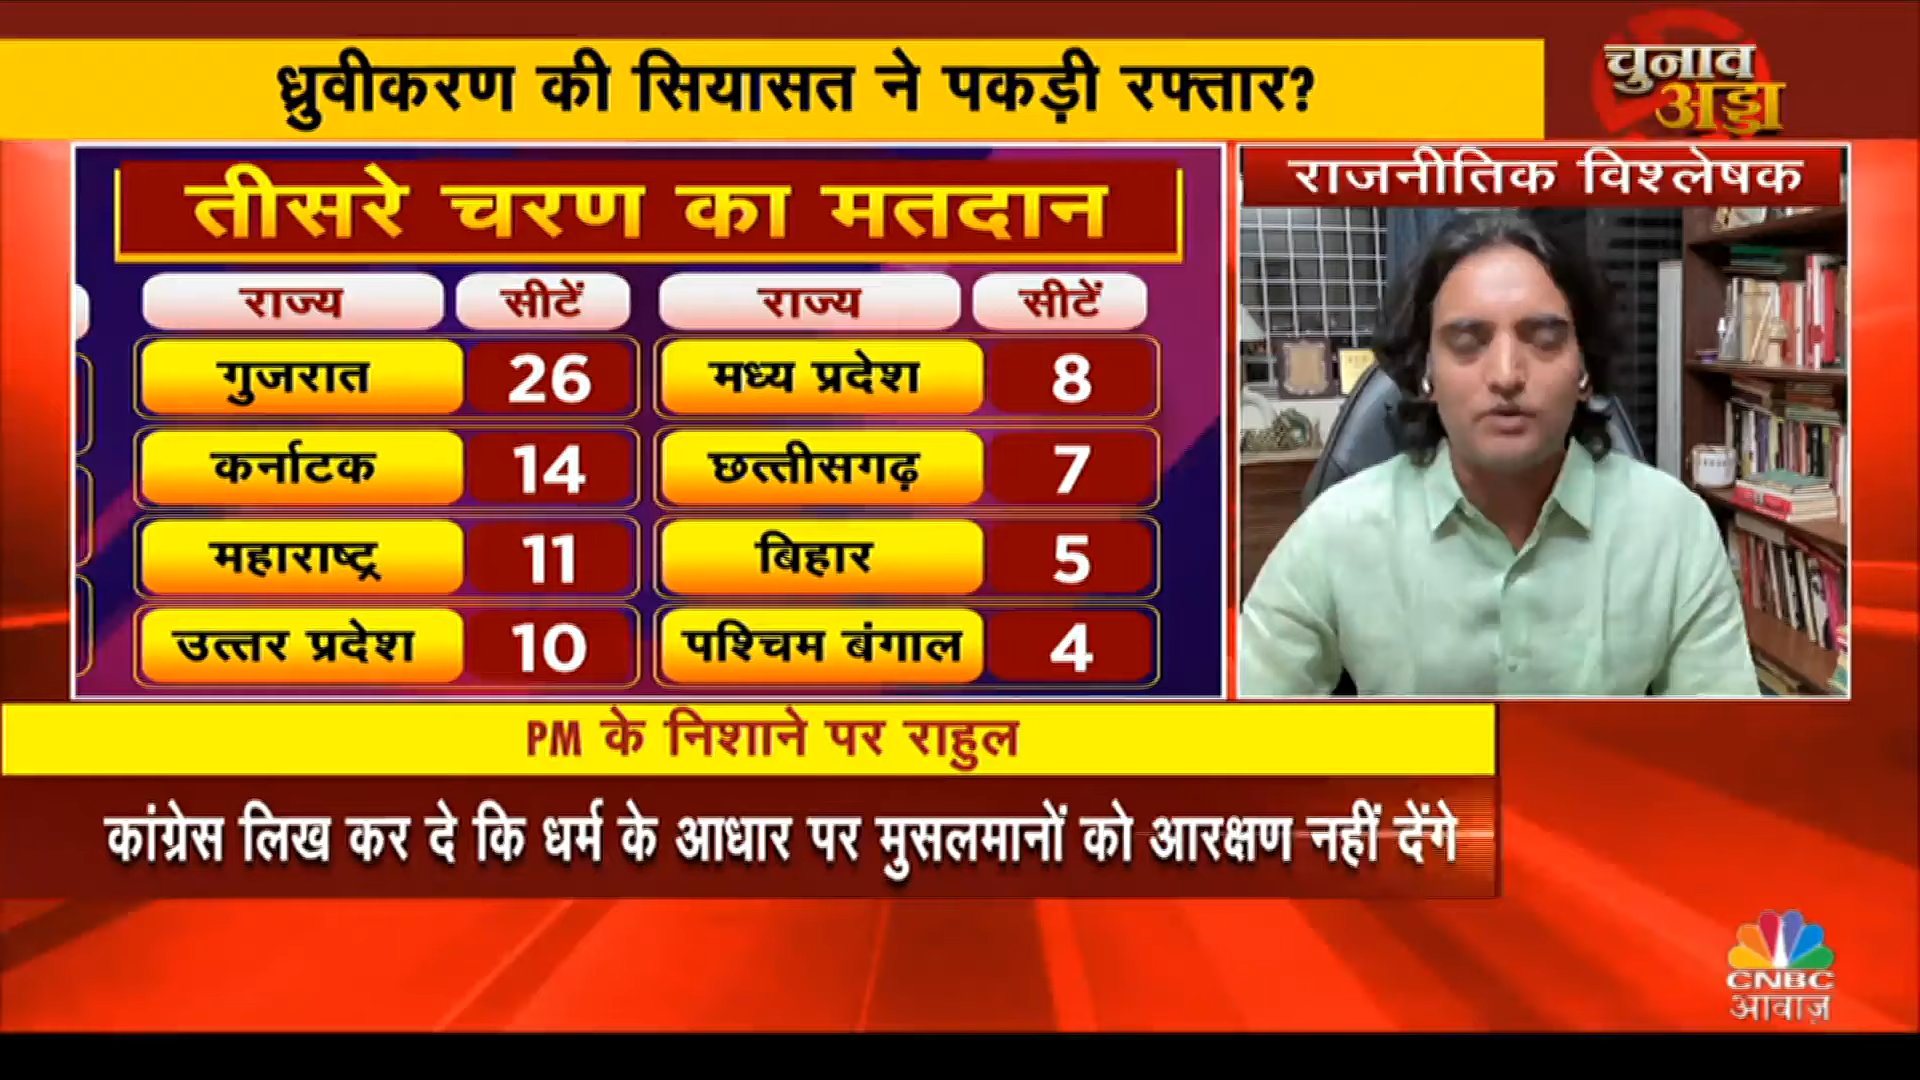 ध्रुवीकरण की सियासत ने पकड़ी रफ्तार?
चुनाव
अड्डा
तीसरे चरण का मतदान
राजनीतिक विश्लेषक
राज्य सीटें राज्य सीटें
गुजरात 26 मध्य प्रदेश 8
कर्नाटक 14 छत्तीसगढ़ 7
महाराष्ट्र 11 बिहार 5
उत्तर प्रदेश 10 पश्चिम बंगाल 4
PM के निशाने पर राहुल
कांग्रेस लिख कर दे कि धर्म के आधार पर मुसलमानों को आरक्षण नहीं देंगे
CNBC
आवाज़